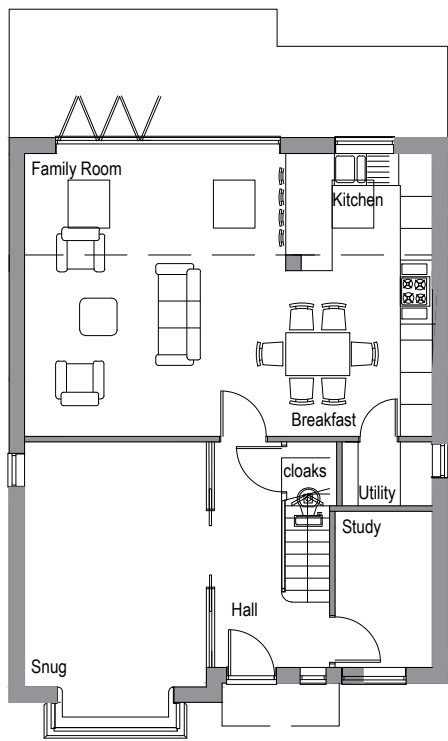 Family Room
Kitchen
Breakfast
cloaks
Utility
Study
Hall
Snug